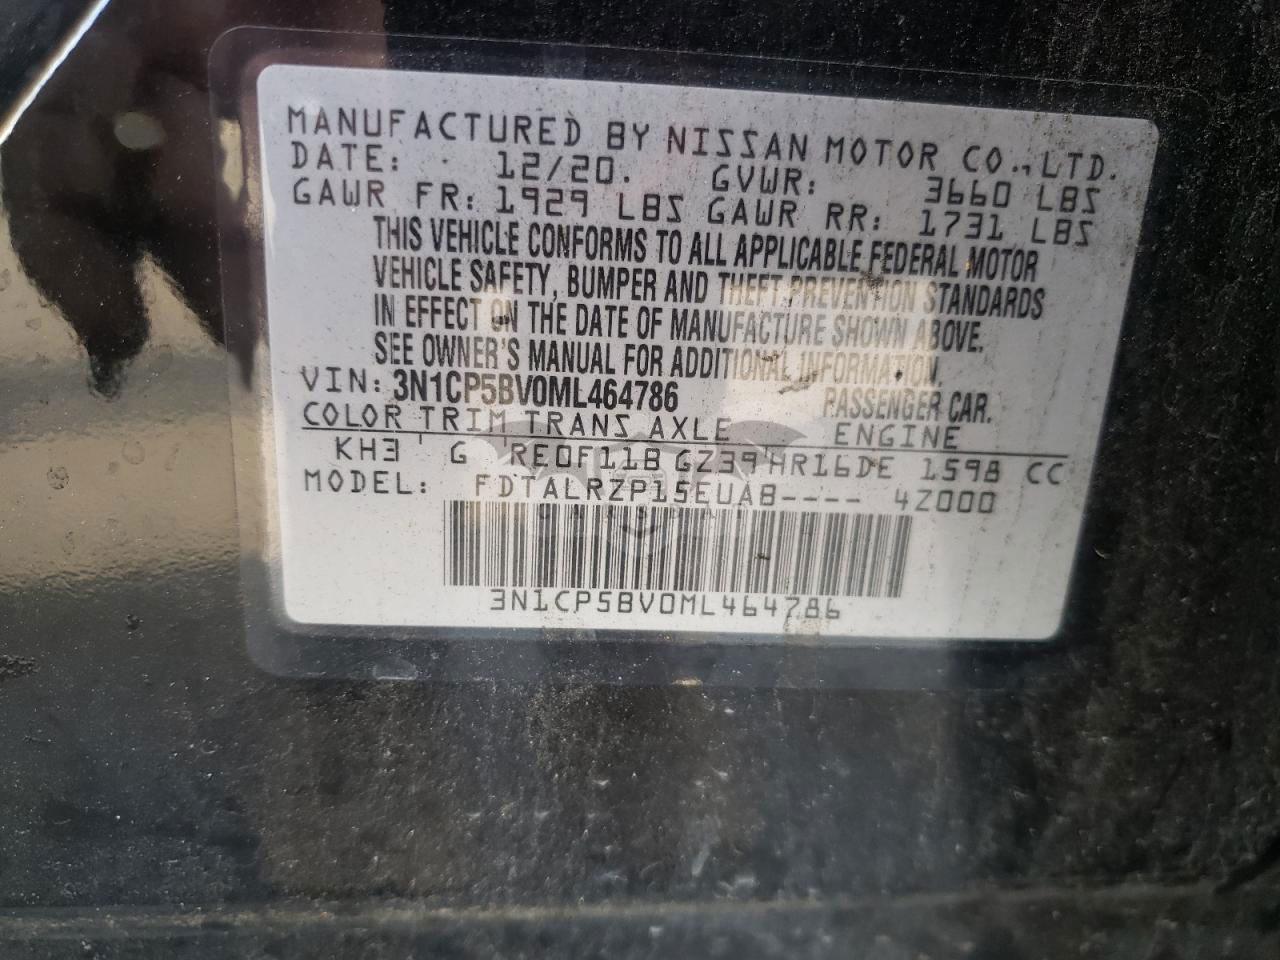 MANUFACTURED BY NISSAN MOTOR CO., LTD.
DATE: 12/20. GVWR: 3660 LBS
GAWR FR: 1929 LBS GAWR RR: 1731 LBS
THIS VEHICLE CONFORMS TO ALL APPLICABLE FEDERAL MOTOR
VEHICLE SAFETY, BUMPER AND THEFT PREVENTION STANDARDS
IN EFFECT ON THE DATE OF MANUFACTURE SHOWN ABOVE.
SEE OWNER'S MANUAL FOR ADDITIONAL INFORMATION.
VIN: 3N1CP5BV0ML464786 PASSENGER CAR.
COLOR TRIM TRANS AXLE ENGINE
KH3 G RE0F11B GZ39 HR16DE 1598 CC
MODEL: FDTALRZP15EUAB---- 4Z000
3N1CP5BV0ML464786